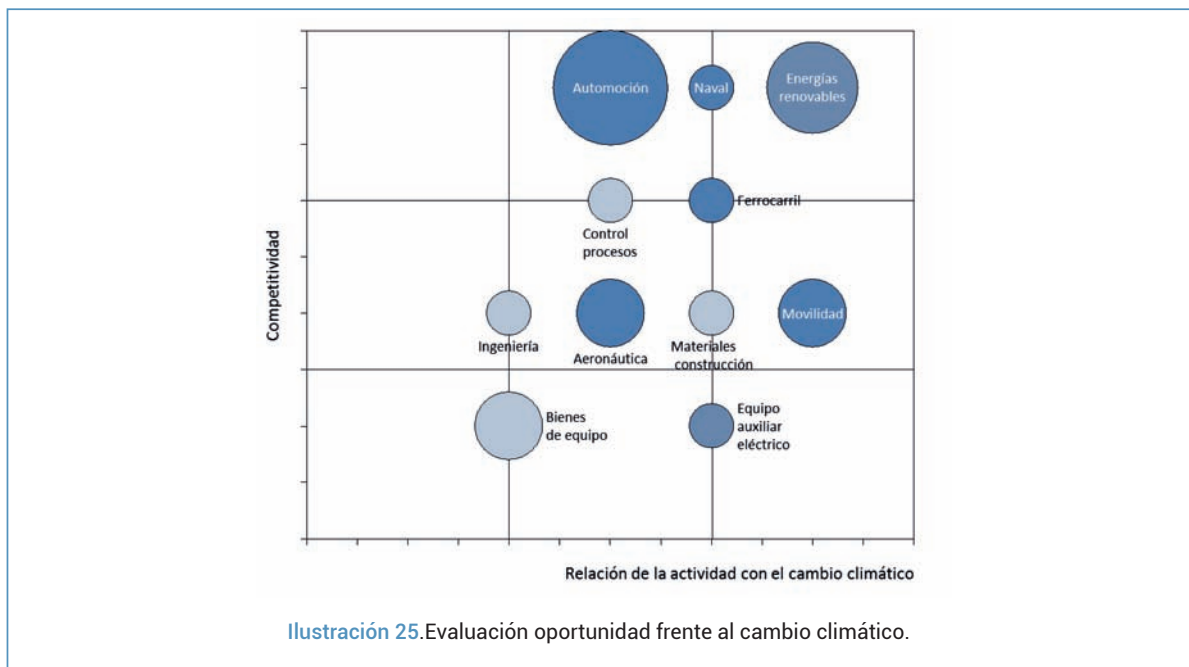 Competitividad
Automoción
Naval
Energías
renovables
Control
procesos
Ferrocarril
Ingeniería
Aeronáutica
Materiales
construcción
Movilidad
Bienes
de equipo
Equipo
auxiliar
eléctrico
Relación de la actividad con el cambio climático
Ilustración 25.Evaluación oportunidad frente al cambio climático.